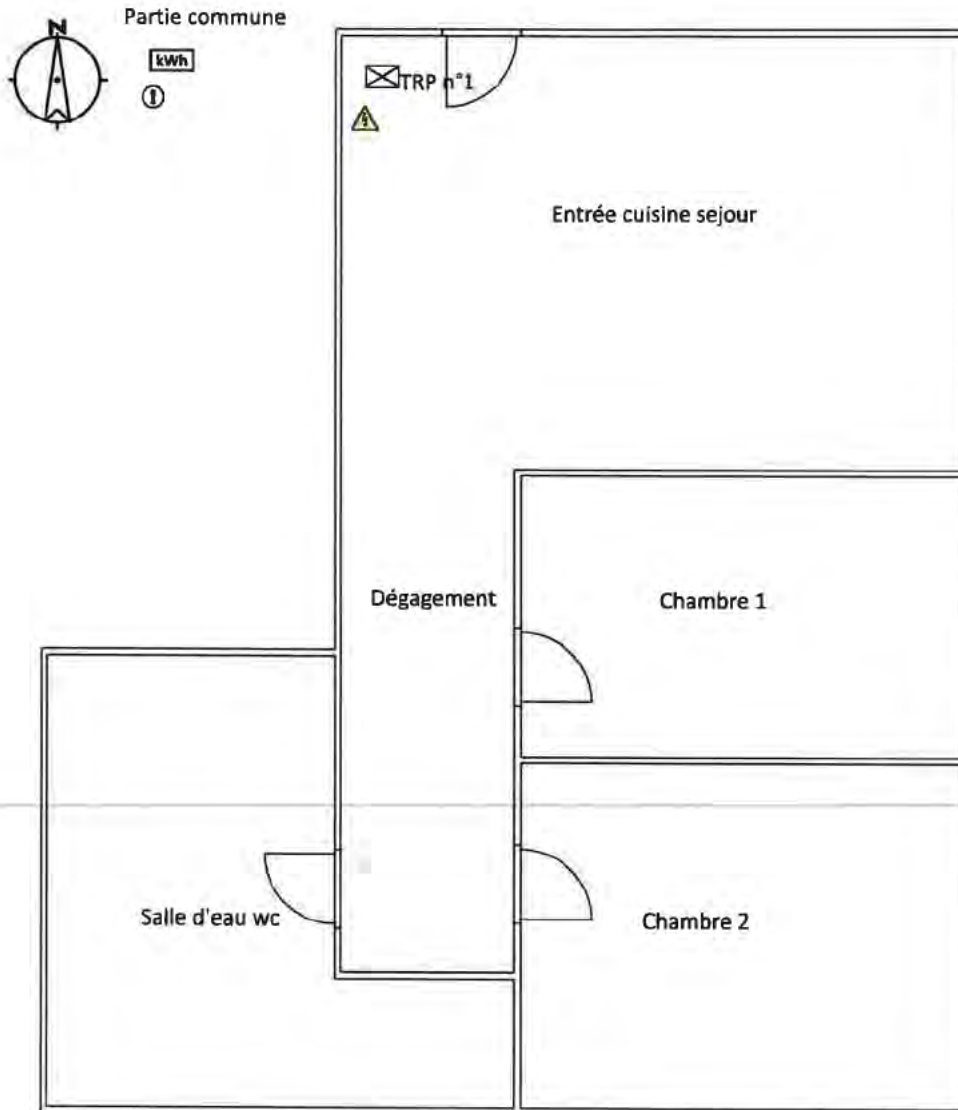 N
Partie commune
kWh
TRP n°1
Entrée cuisine sejour
Dégagement
Chambre 1
Salle d'eau wc
Chambre 2